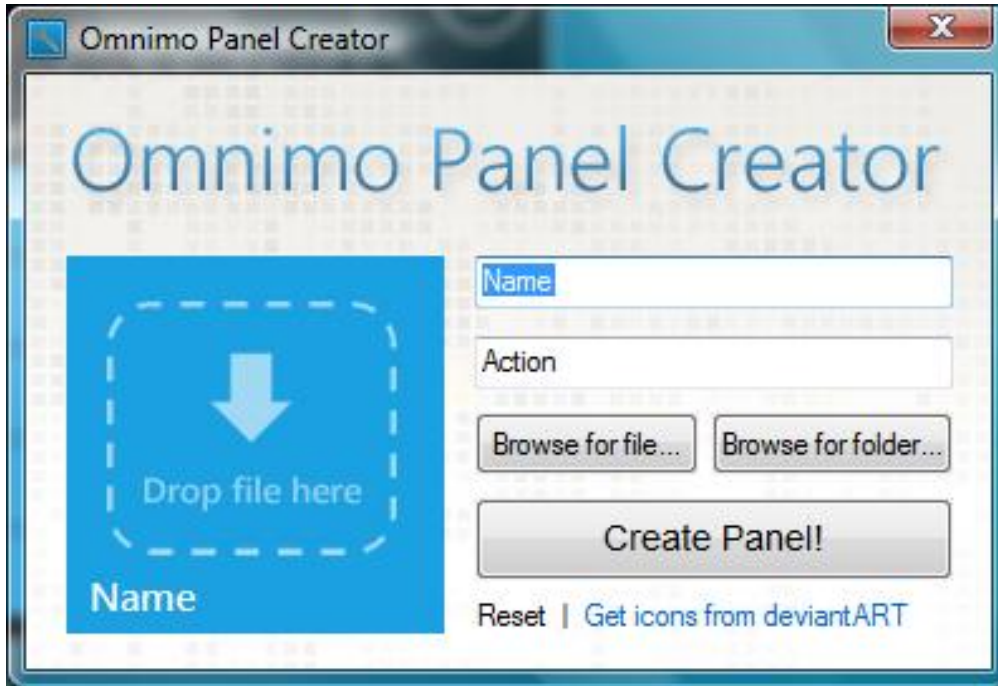 Omnimo Panel Creator
Omnimo Panel Creator
Name
Action
Browse for file... Browse for folder...
Drop file here
Create Panel!
Name
Reset | Get icons from deviantART